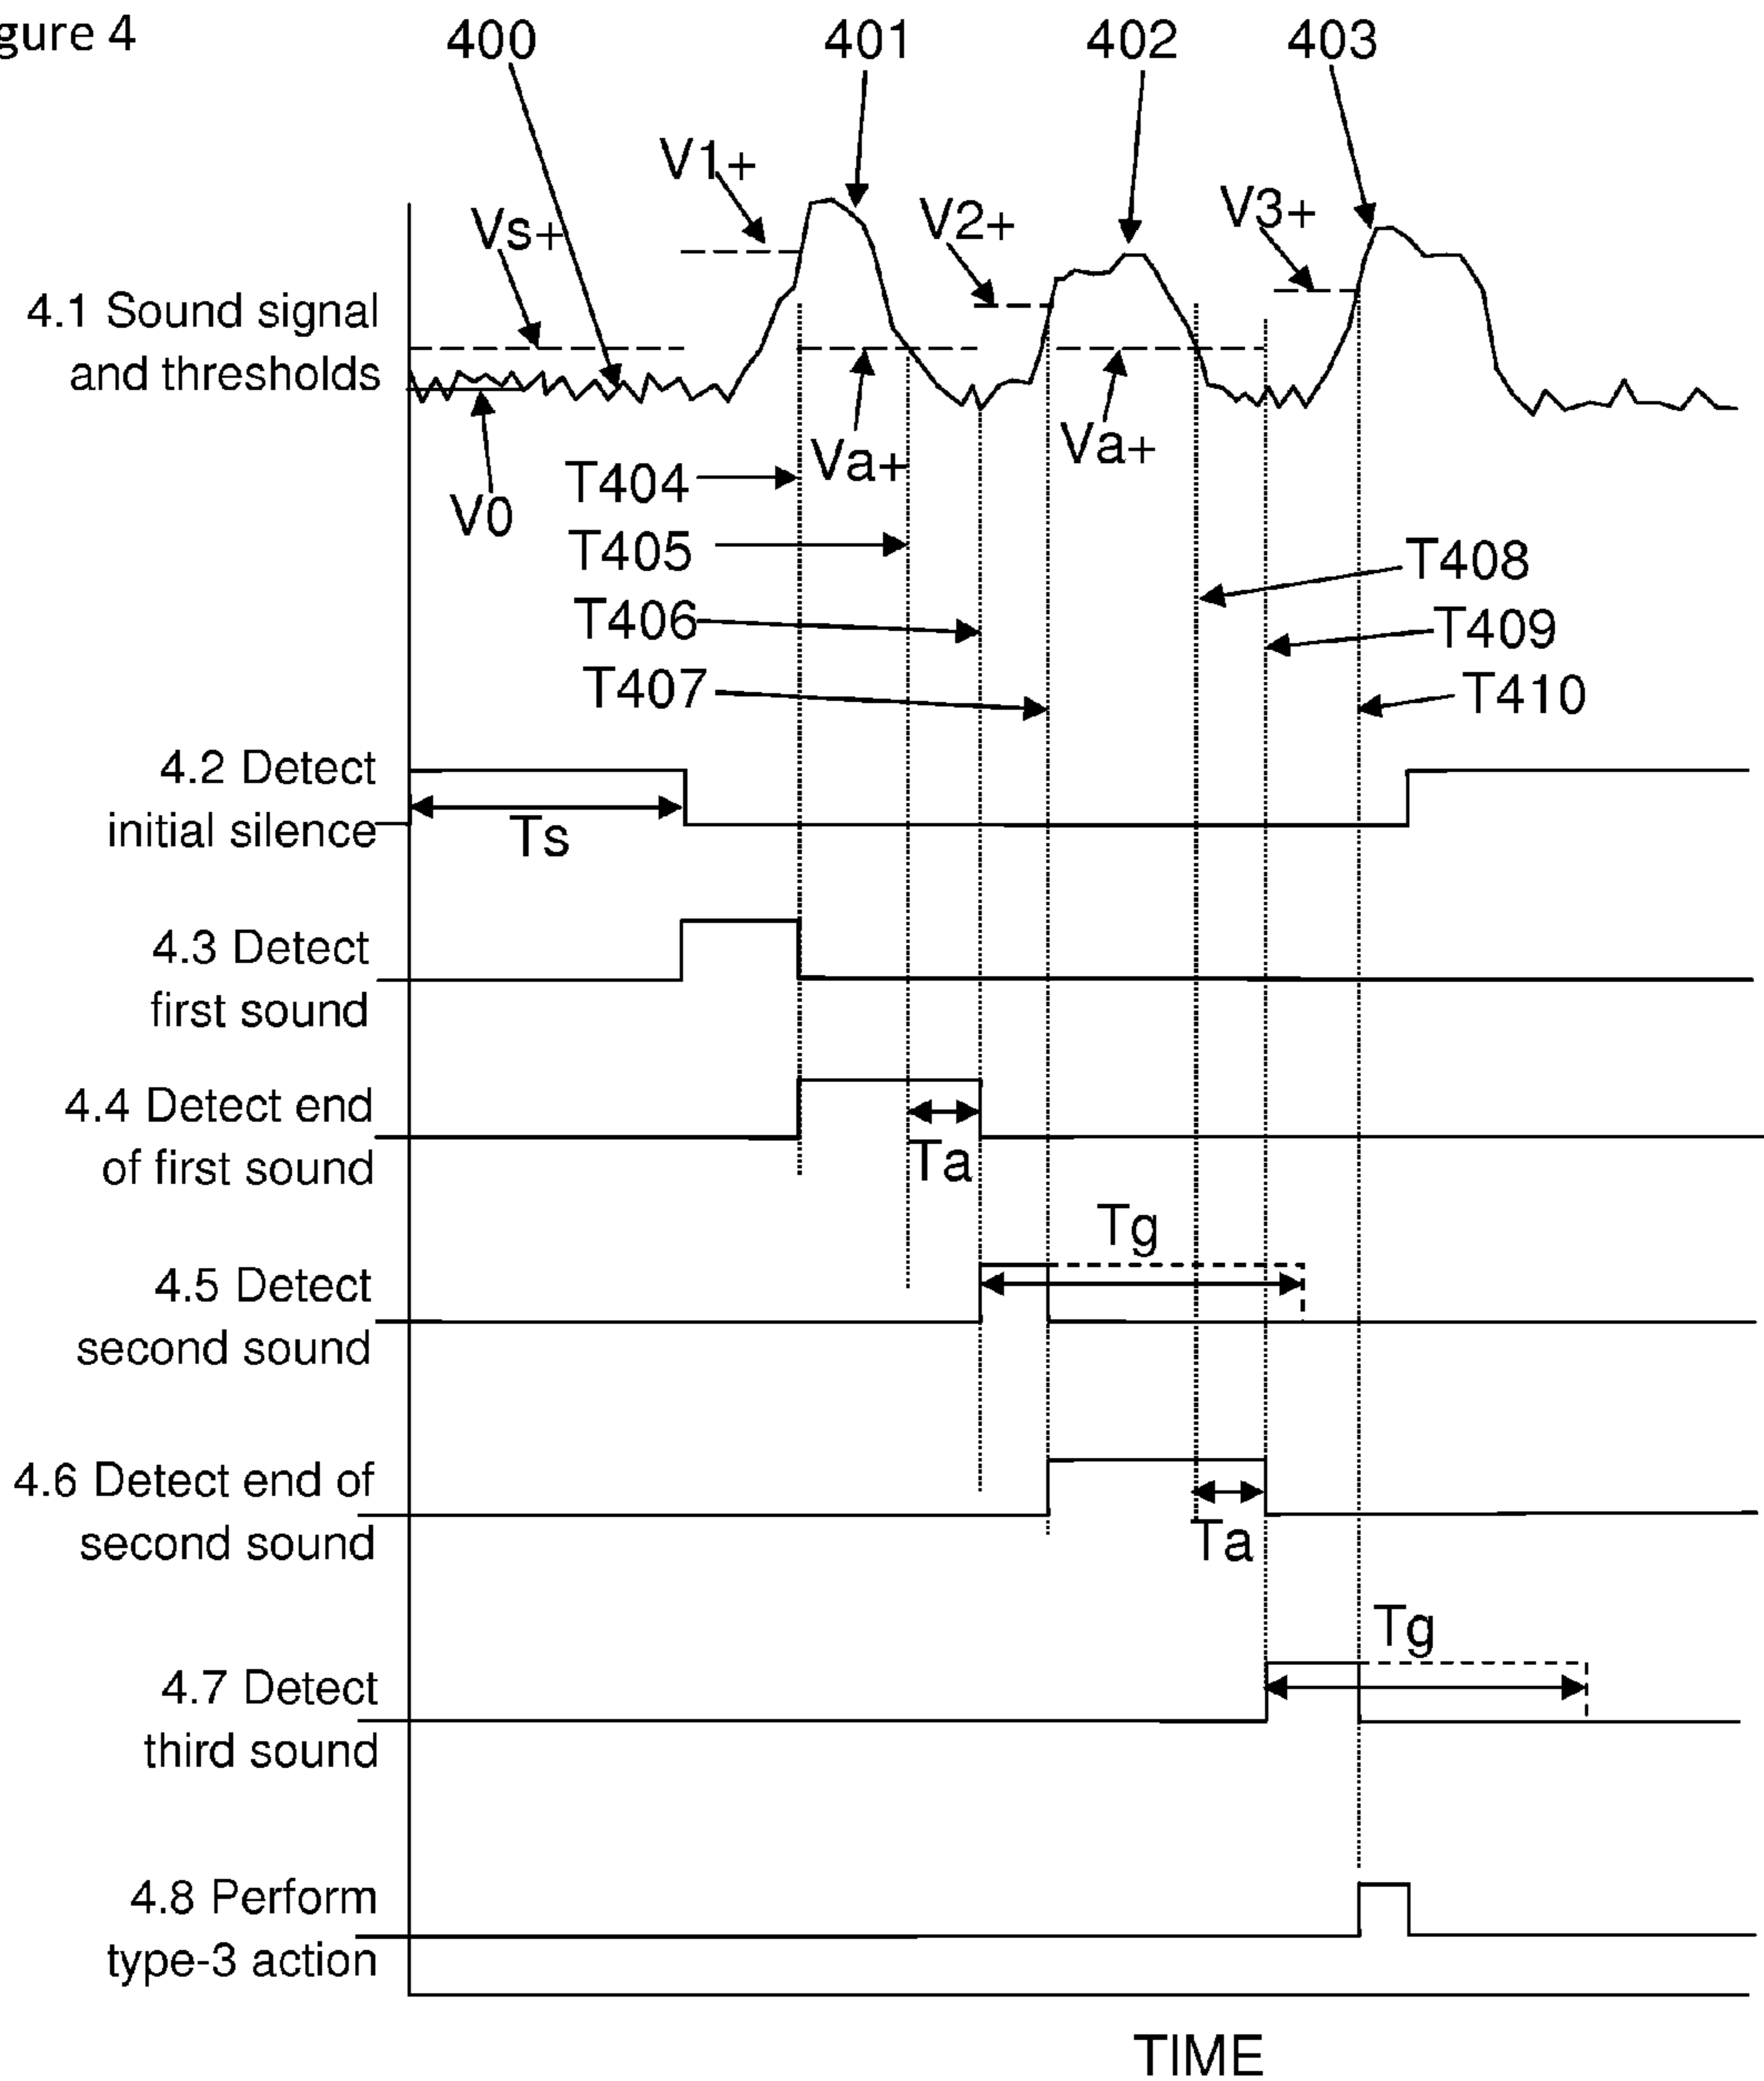 gure 4
400
401
402
403
V1+
Vs+
V2+
V3+
4.1 Sound signal
and thresholds
Va+
Va+
V0
T404
T405
T406
T407
T408
T409
T410
4.2 Detect
initial silence
Ts
4.3 Detect
first sound
4.4 Detect end
of first sound
Ta
Tg
4.5 Detect
second sound
4.6 Detect end of
second sound
Ta
Tg
4.7 Detect
third sound
4.8 Perform
type-3 action
TIME